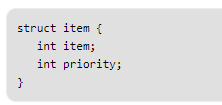 struct item {
   int item;
   int priority;
}